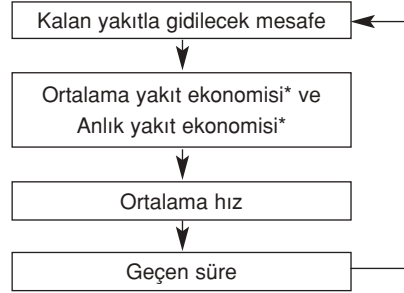 Kalan yakıtla gidilecek mesafe
Ortalama yakıt ekonomisi* ve
Anlık yakıt ekonomisi*
Ortalama hız
Geçen süre